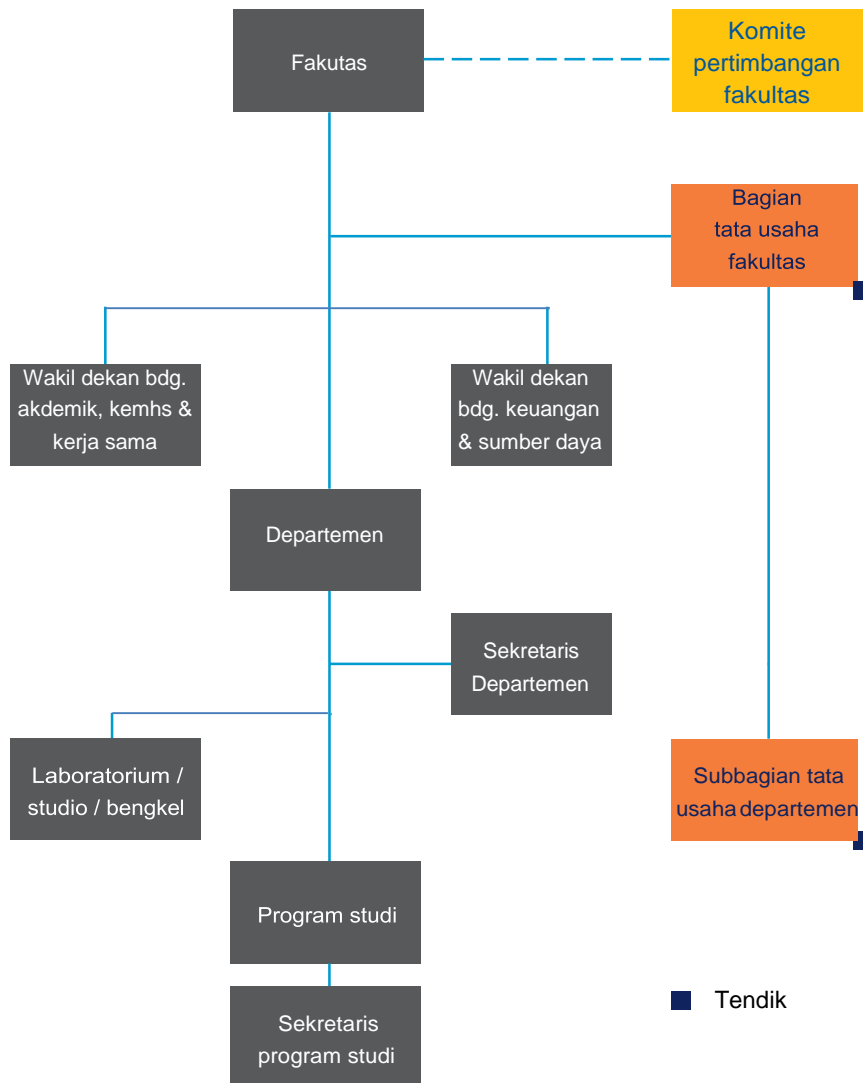 Fakutas
Komite
pertimbangan
fakultas
Bagian
tata usaha
fakultas
Wakil dekan bdg.
akdemik, kemhs &
kerja sama
Wakil dekan
bdg. keuangan
& sumber daya
Departemen
Sekretaris
Departemen
Laboratorium /
studio / bengkel
Subbagian tata
usaha departemen
Program studi
Sekretaris
program studi
Tendik